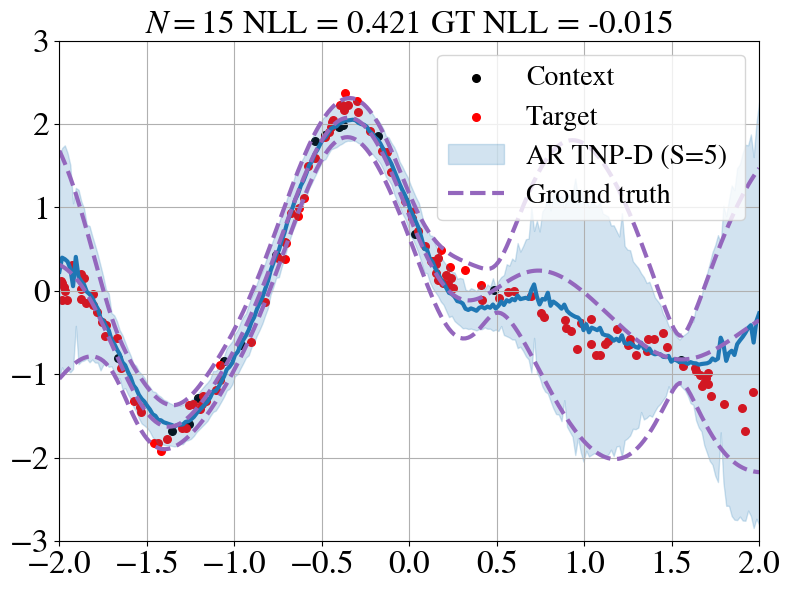 N = 15 NLL = 0.421 GT NLL = -0.015
Context
Target
AR TNP-D (S=5)
Ground truth
3
2
1
0
−1
−2
−3
−2.0 −1.5 −1.0 −0.5 0.0 0.5 1.0 1.5 2.0